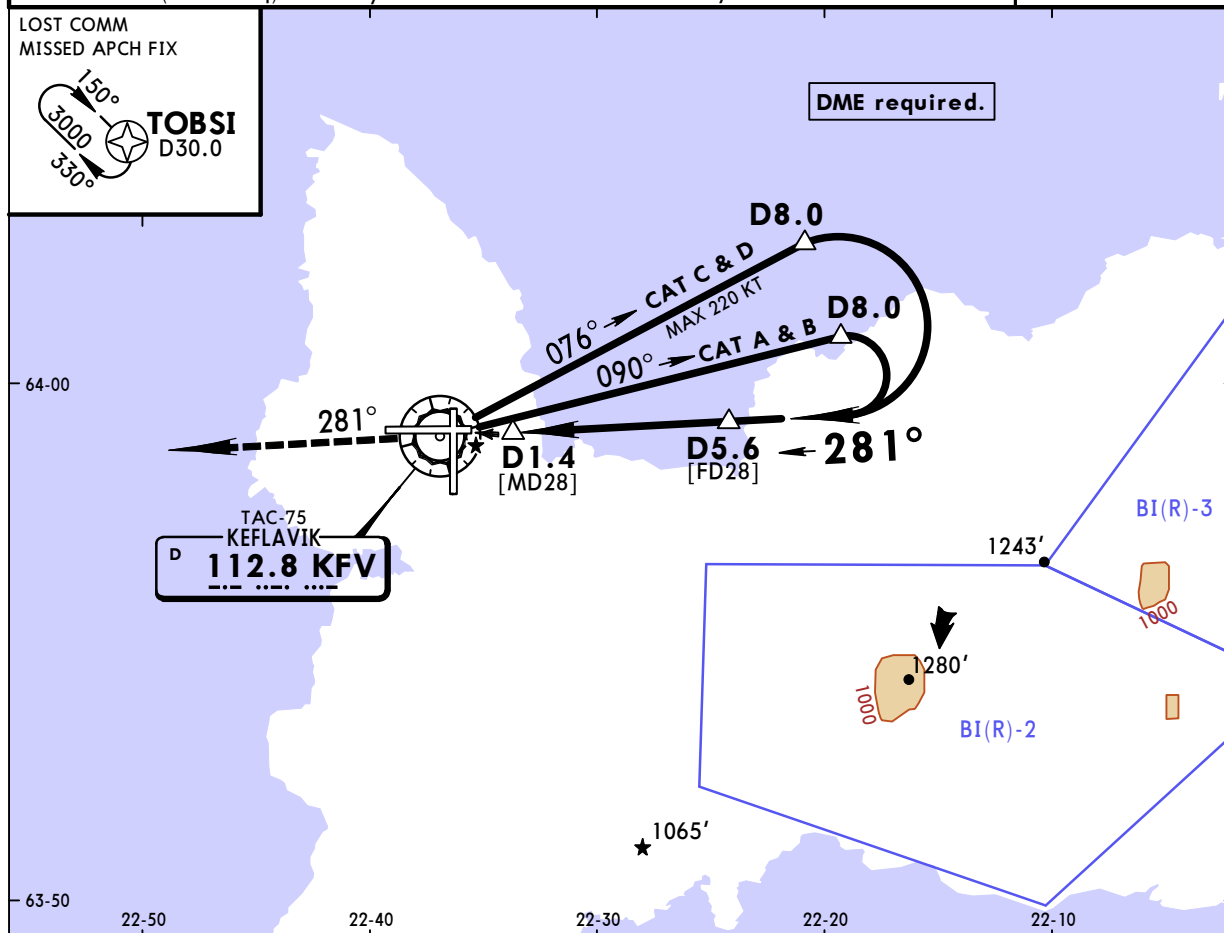 LOST COMM
MISSED APCH FIX
150°
3000
330°
TOBSI
D30.0
DME required.
D8.0
076° CAT C & D
MAX 220 KT
D8.0
090° CAT A & B
64-00
281°
D1.4
[MD28]
D5.6
[FD28]
281°
TAC-75
KEFLAVIK
D 112.8 KFV
BI(R)-3
1243'
1000
1280'
1000
BI(R)-2
1065'
63-50
22-50 22-40 22-30 22-20 22-10